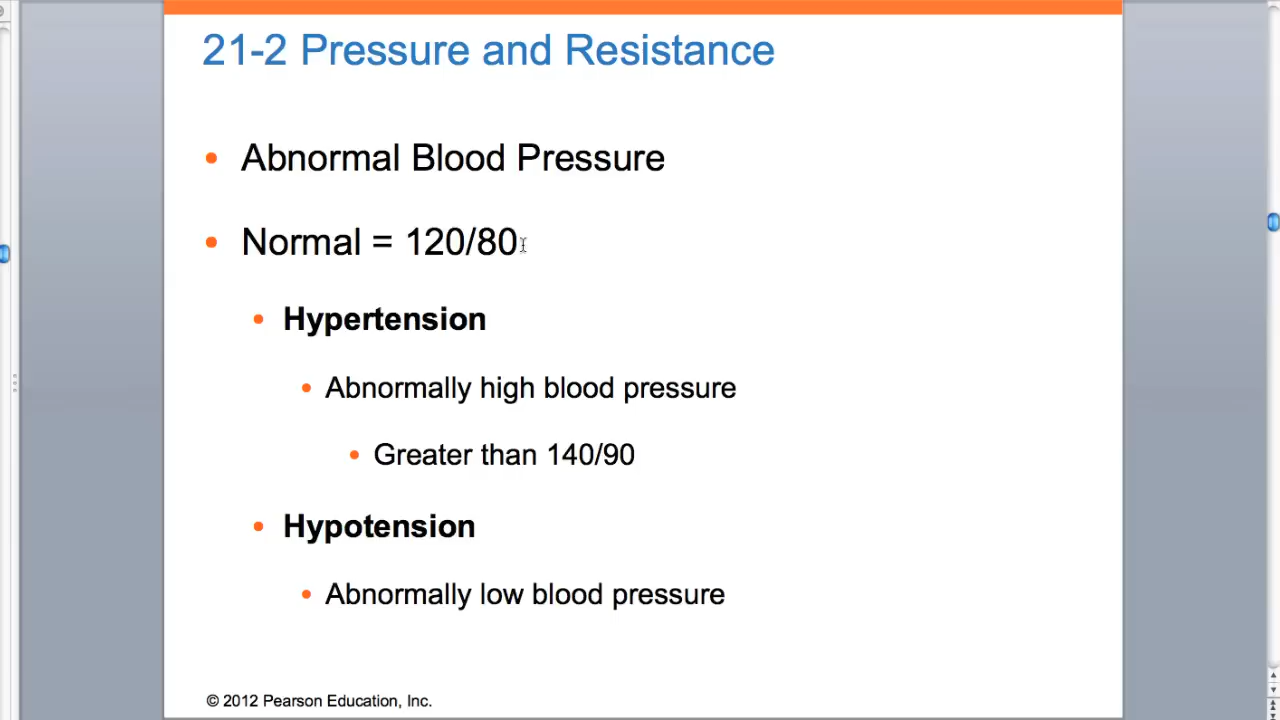 21-2 Pressure and Resistance
• Abnormal Blood Pressure
• Normal = 120/80
• Hypertension
• Abnormally high blood pressure
• Greater than 140/90
• Hypotension
• Abnormally low blood pressure
© 2012 Pearson Education, Inc.